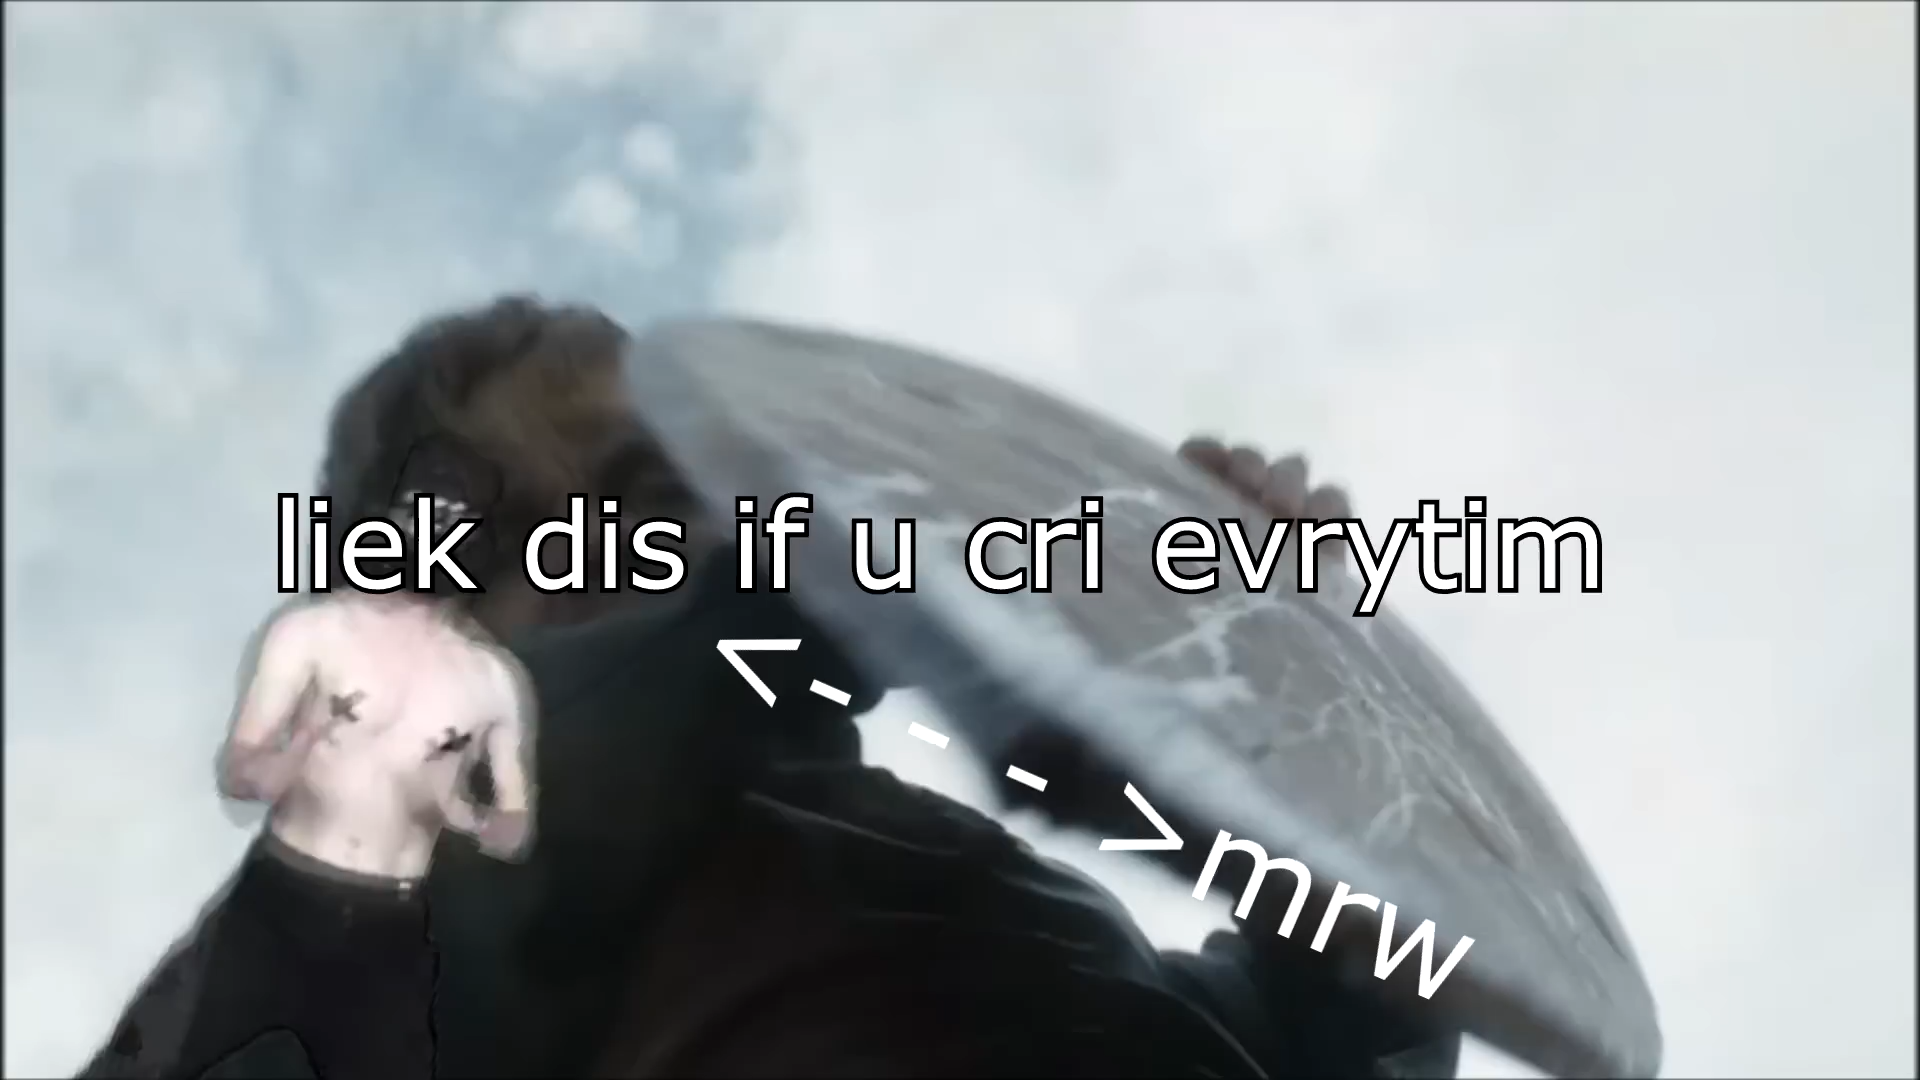 liek dis if u cri evrytim
<- - ->mrw